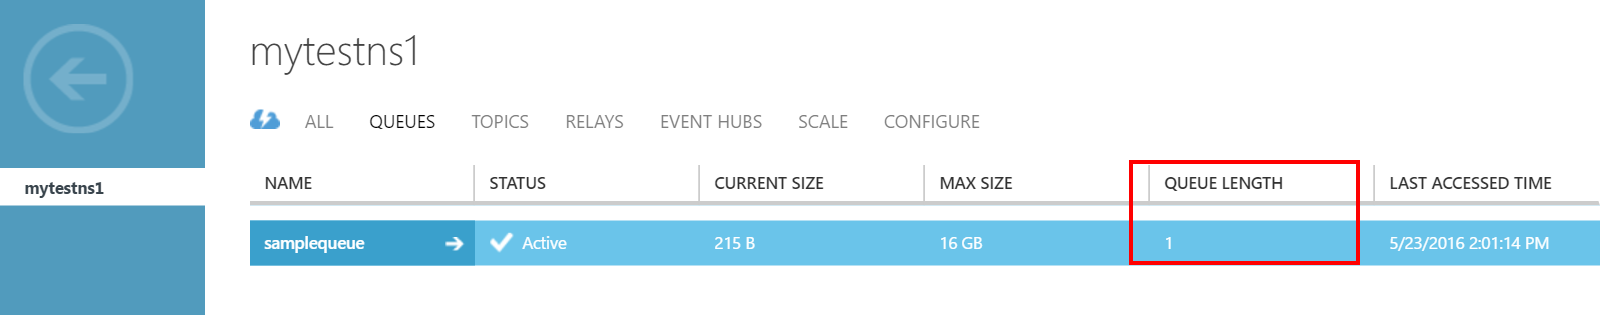 mytestns1
ALL QUEUES TOPICS RELAYS EVENT HUBS SCALE CONFIGURE
mytestns1
NAME STATUS CURRENT SIZE MAX SIZE QUEUE LENGTH LAST ACCESSED TIME
samplequeue Active 215 B 16 GB 1 5/23/2016 2:01:14 PM